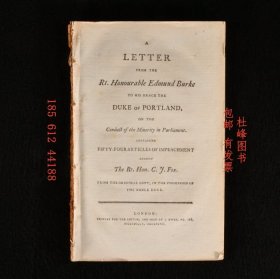 A
LETTER
FROM THE
Rt. Honourable Edmund Burke
TO HIS GRACE THE
DUKE OF PORTLAND,
ON THE
Conduct of the Minority in Parliament.
CONTAINING
FIFTY-FOUR ARTICLES OF IMPEACHMENT
AGAINST
The Rt. Hon. C. J. Fox.
FROM THE ORIGINAL COPY, IN THE POSSESSION OF
THE NOBLE DUKE.
LONDON:
185 612 44188
杜峰图书
包邮 有发票